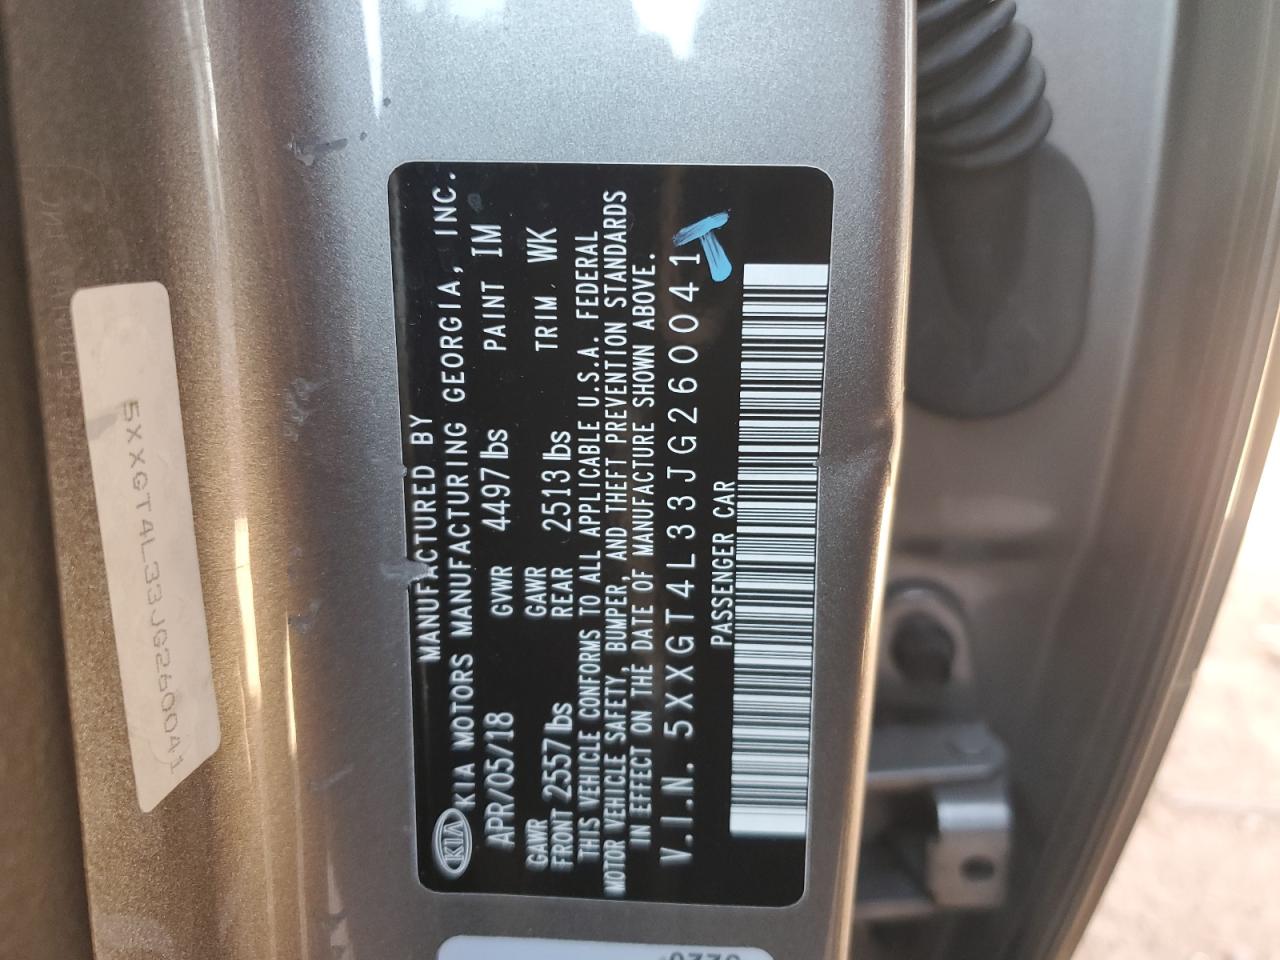 MANUFACTURED BY
KIA KIA MOTORS MANUFACTURING GEORGIA, INC.
APR/05/18 GVWR 4497 lbs PAINT IM
GAWR FRONT 2557 lbs GAWR REAR 2513 lbs TRIM WK
THIS VEHICLE CONFORMS TO ALL APPLICABLE U.S.A. FEDERAL
MOTOR VEHICLE SAFETY, BUMPER, AND THEFT PREVENTION STANDARDS
IN EFFECT ON THE DATE OF MANUFACTURE SHOWN ABOVE.
V.I.N. 5XXGT4L33JG260041
PASSENGER CAR
5XXGT4L33JG260041